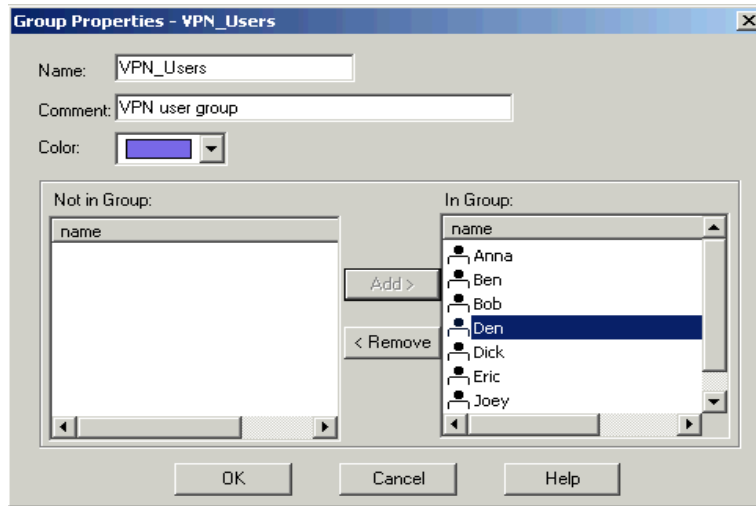 Group Properties - VPN_Users
Name: VPN_Users
Comment: VPN user group
Color:
Not in Group:
name
In Group:
name
Anna
Ben
Bob
Den
Dick
Eric
Joey
Add >
< Remove
OK Cancel Help